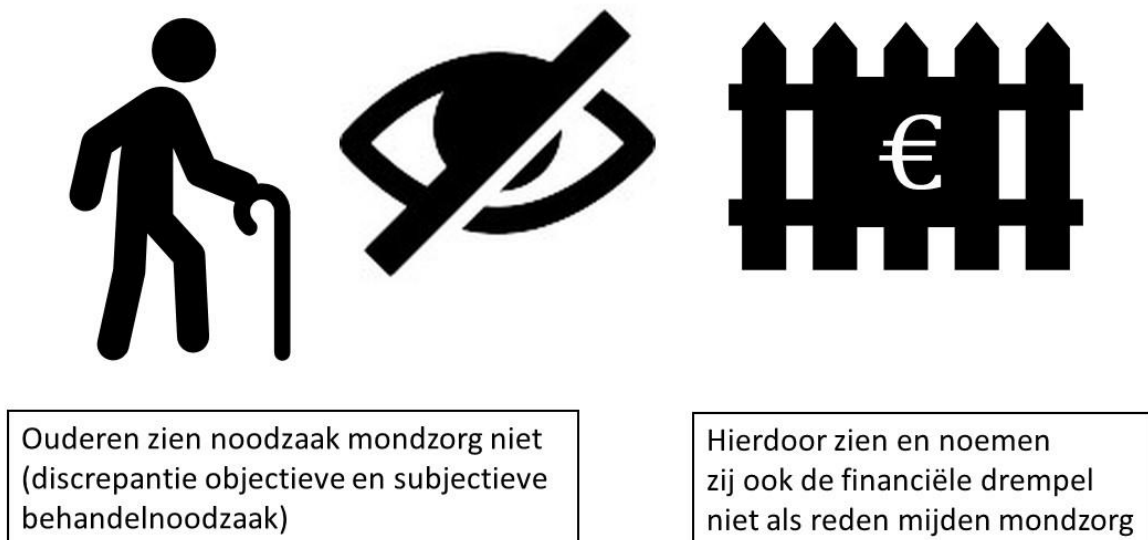 €
Ouderen zien noodzaak mondzorg niet
(discrepantie objectieve en subjectieve
behandelnoodzaak)
Hierdoor zien en noemen
zij ook de financiële drempel
niet als reden mijden mondzorg